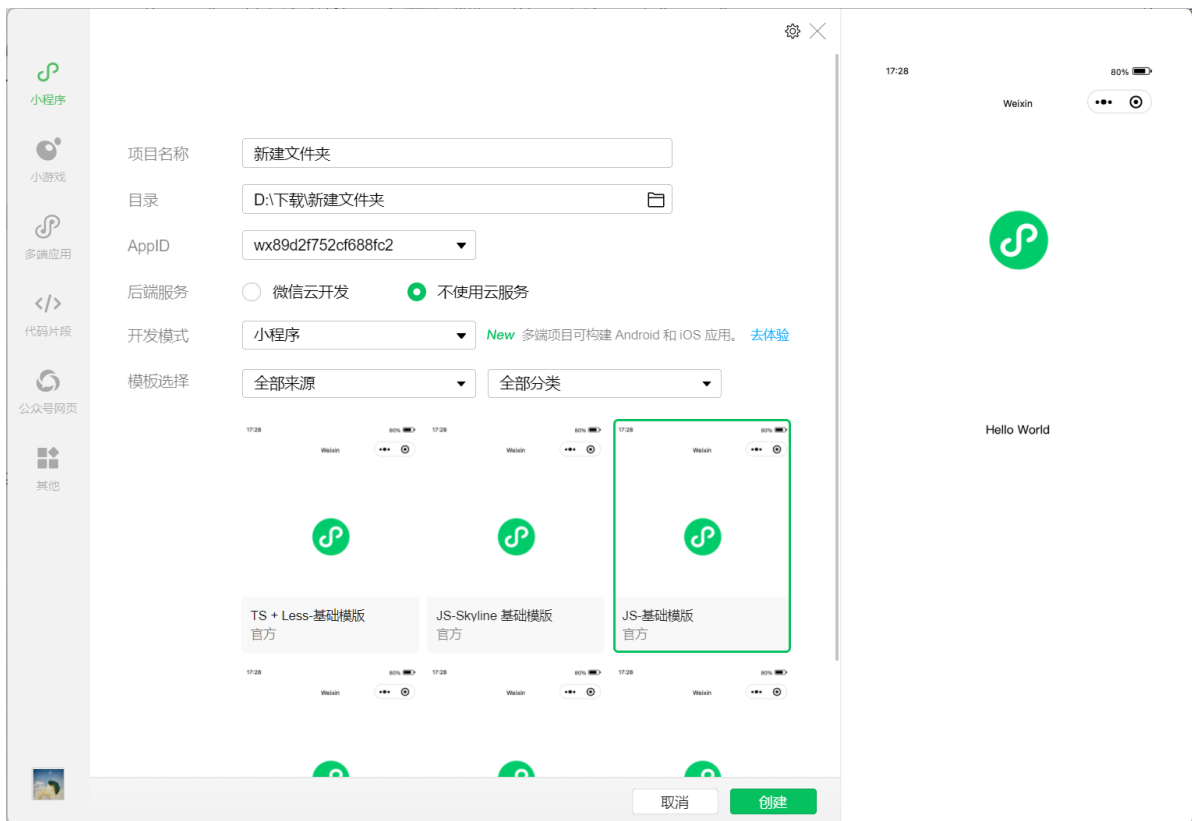 小程序
小游戏
多端应用
代码片段
公众号网页
其他
项目名称
新建文件夹
目录
D:\下载\新建文件夹
AppID
wx89d2f752cf688fc2
后端服务
微信云开发
不使用云服务
开发模式
小程序
New 多端项目可构建 Android 和 iOS 应用。 去体验
模板选择
全部来源
全部分类
17:28 80%
Weixin
17:28 80%
Weixin
17:28 80%
Weixin
TS + Less-基础模版
官方
JS-Skyline 基础模版
官方
JS-基础模版
官方
17:28 80%
Weixin
17:28 80%
Weixin
17:28 80%
Weixin
取消
创建
17:28 80%
Weixin
Hello World